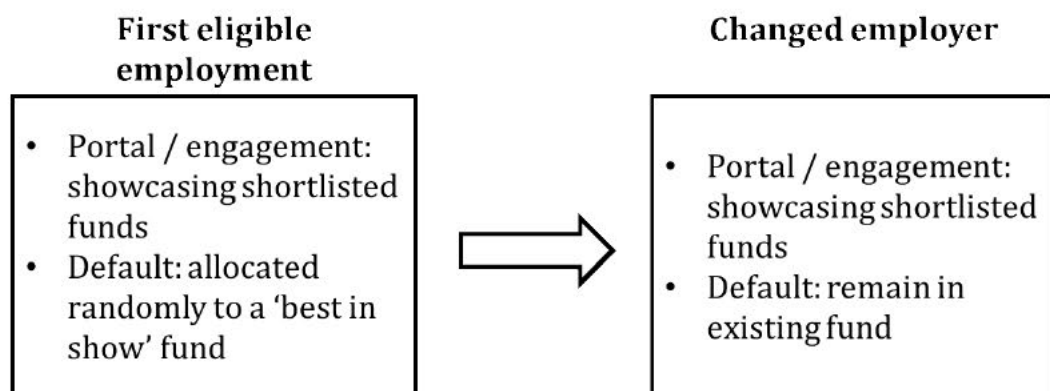 First eligible
employment
• Portal / engagement:
showcasing shortlisted
funds
• Default: allocated
randomly to a ‘best in
show’ fund
Changed employer
• Portal / engagement:
showcasing shortlisted
funds
• Default: remain in
existing fund